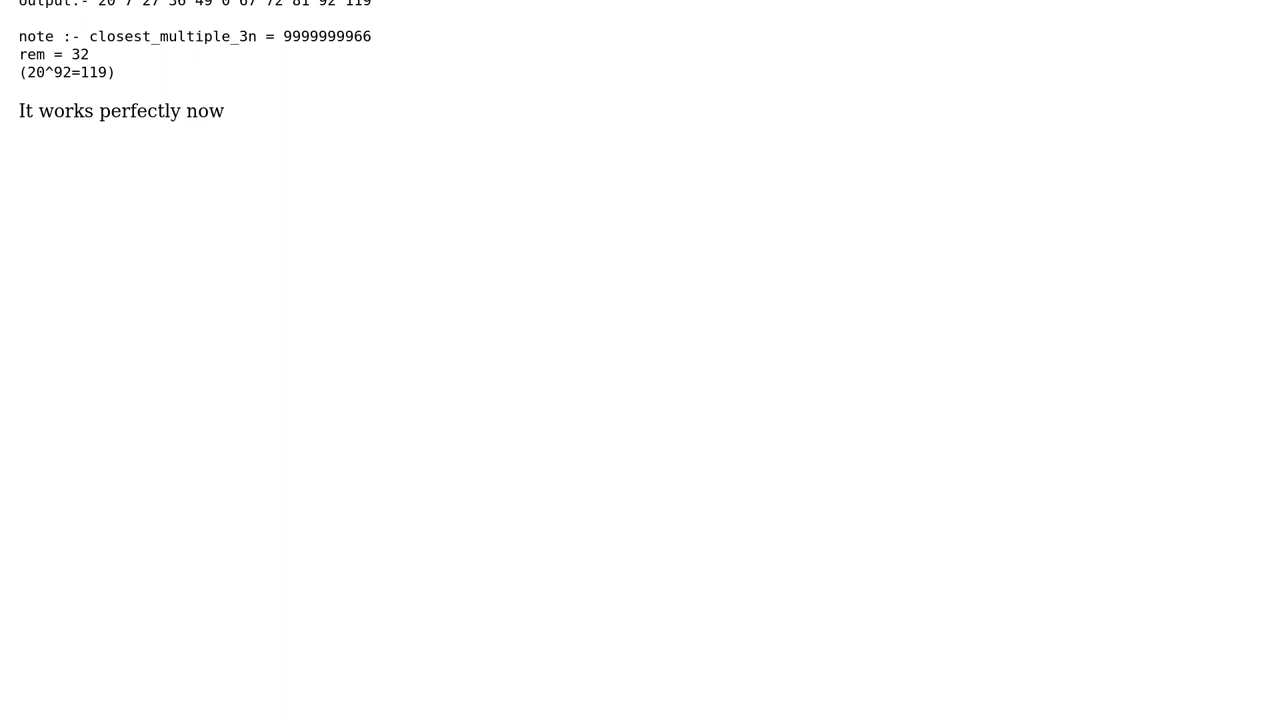 output:- 20 7 27 36 49 0 67 72 81 92 119
note :- closest_multiple_3n = 9999999966
rem = 32
(20^92=119)
It works perfectly now